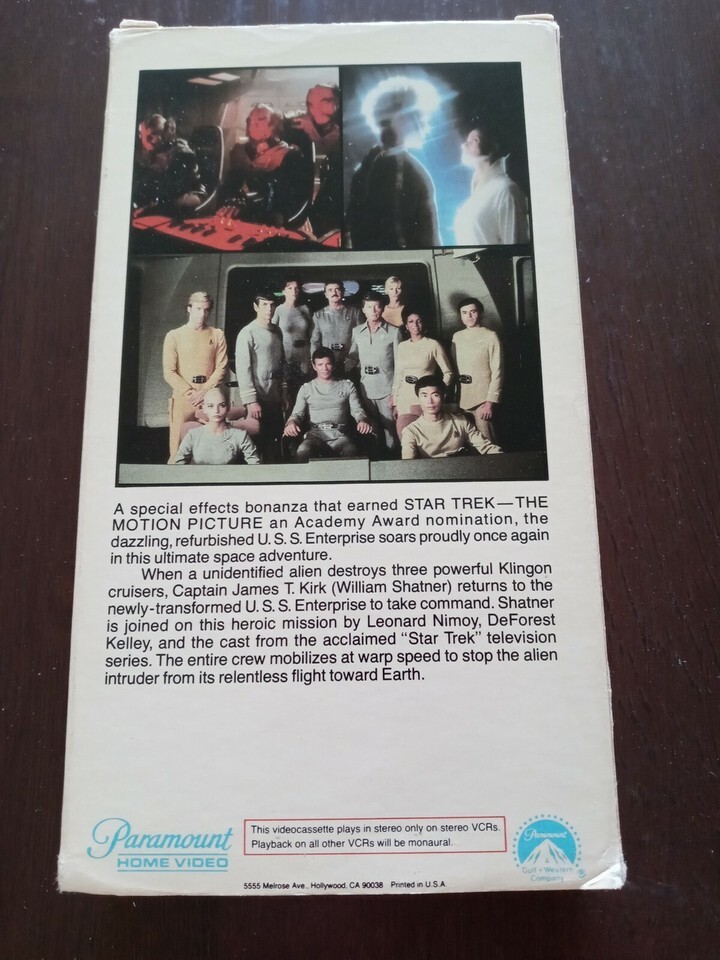 A special effects bonanza that earned STAR TREK—THE
MOTION PICTURE an Academy Award nomination, the
dazzling, refurbished U. S. S. Enterprise soars proudly once again
in this ultimate space adventure.
When a unidentified alien destroys three powerful Klingon
cruisers, Captain James T. Kirk (William Shatner) returns to the
newly-transformed U. S. S. Enterprise to take command. Shatner
is joined on this heroic mission by Leonard Nimoy, DeForest
Kelley, and the cast from the acclaimed "Star Trek" television
series. The entire crew mobilizes at warp speed to stop the alien
intruder from its relentless flight toward Earth.
Paramount
HOME VIDEO
This videocassette plays in stereo only on stereo VCRs.
Playback on all other VCRs will be monaural.
Paramount
Gulf + Western
Company
®
5555 Melrose Ave., Hollywood, CA 90038 Printed in U.S.A.